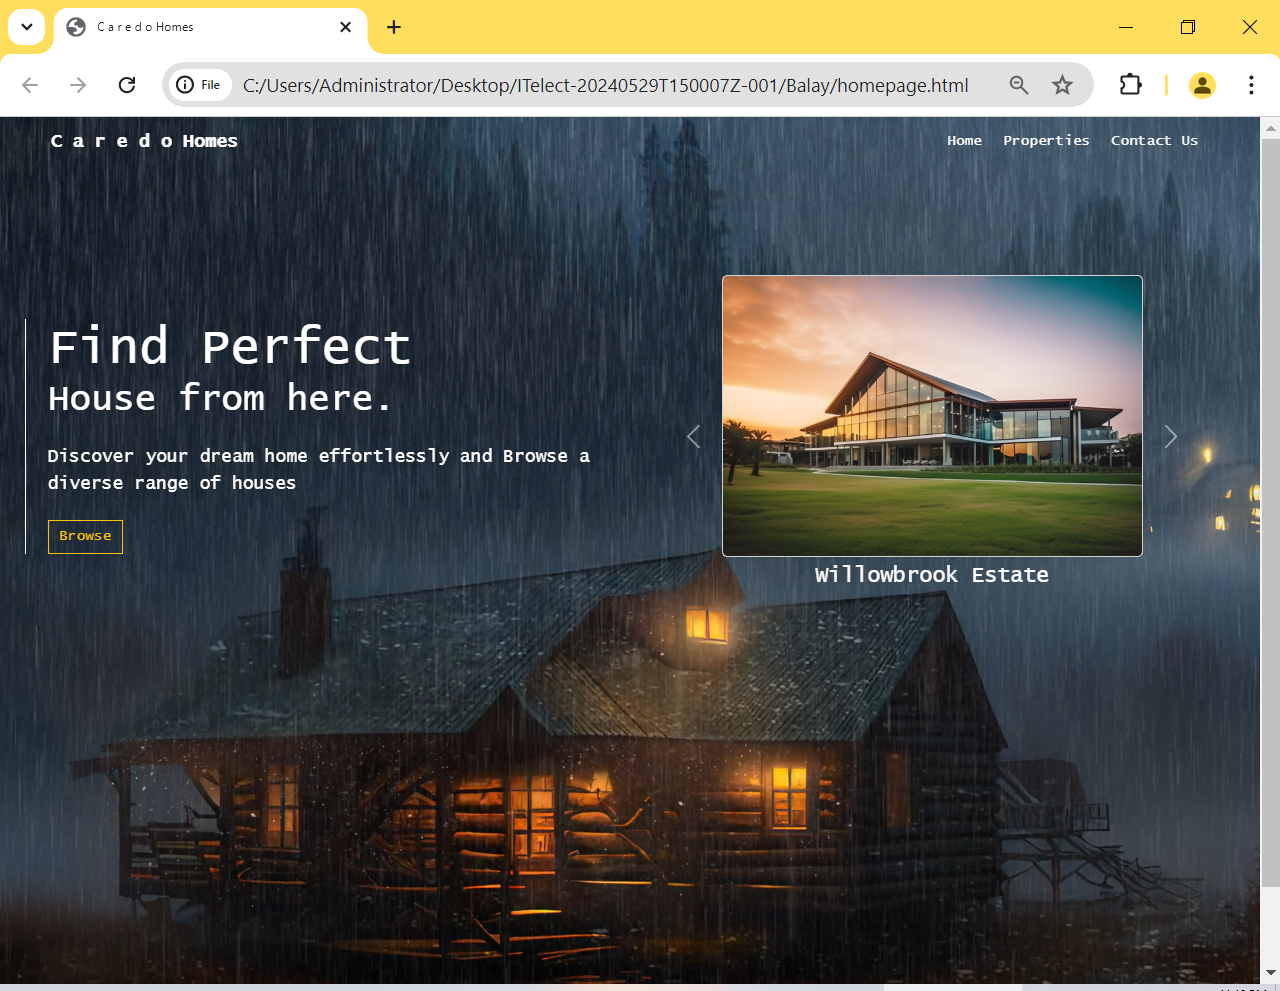 C a r e d o Homes
File
C:/Users/Administrator/Desktop/ITelect-20240529T150007Z-001/Balay/homepage.html
C a r e d o Homes
Home Properties Contact Us
Find Perfect
House from here.
Discover your dream home effortlessly and Browse a
diverse range of houses
Browse
Willowbrook Estate